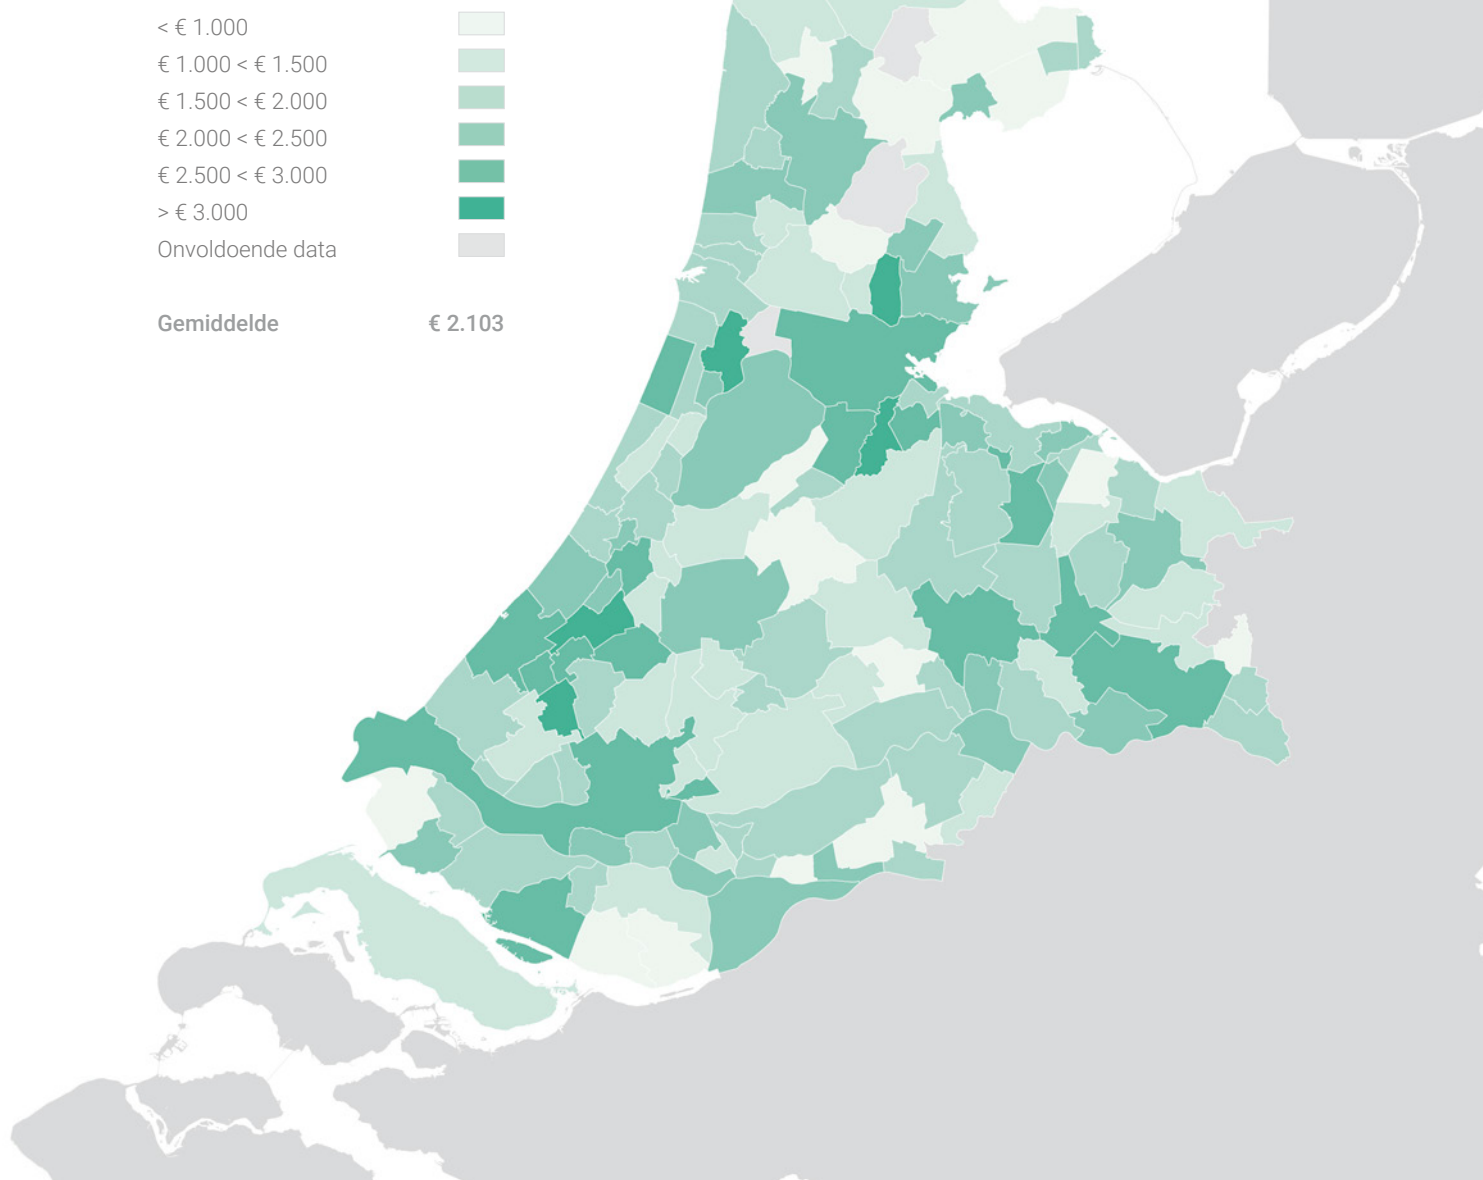 < € 1.000
€ 1.000 < € 1.500
€ 1.500 < € 2.000
€ 2.000 < € 2.500
€ 2.500 < € 3.000
> € 3.000
Onvoldoende data
Gemiddelde € 2.103